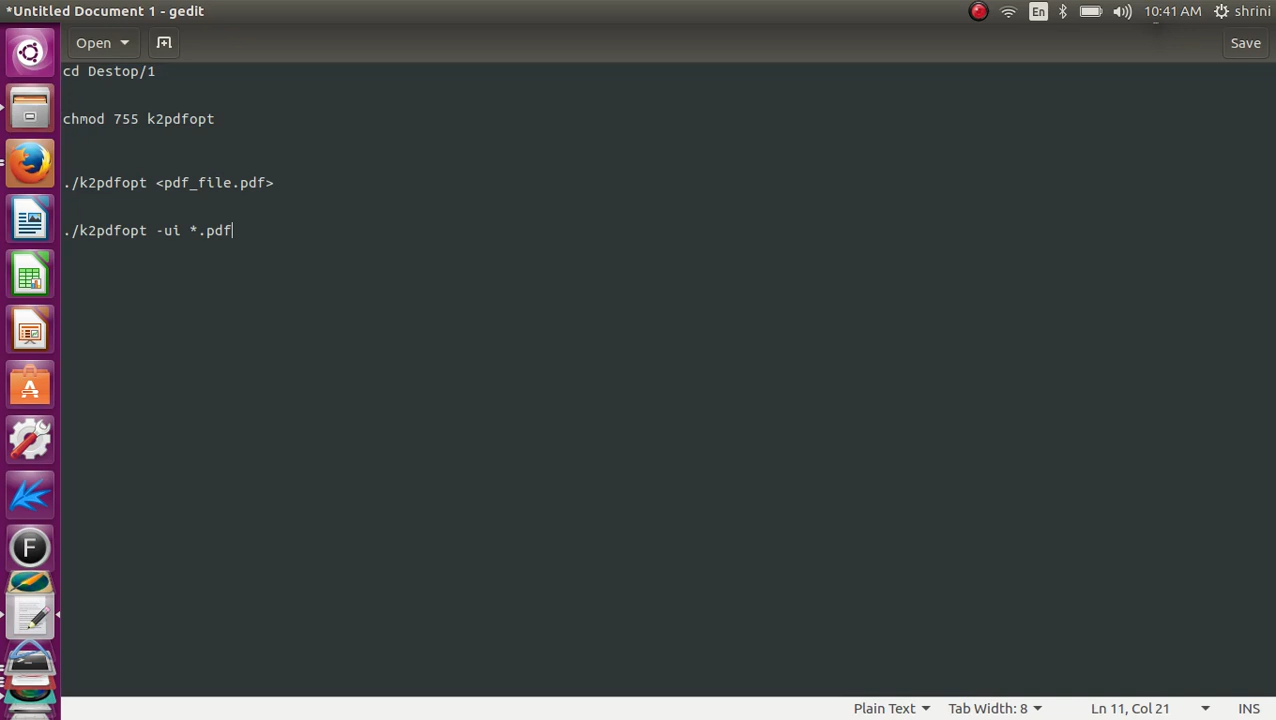 *Untitled Document 1 - gedit
En
10:41 AM
shrini
Open
Save
cd Destop/1
chmod 755 k2pdfopt
./k2pdfopt <pdf_file.pdf>
./k2pdfopt -ui *.pdf
Plain Text
Tab Width: 8
Ln 11, Col 21
INS